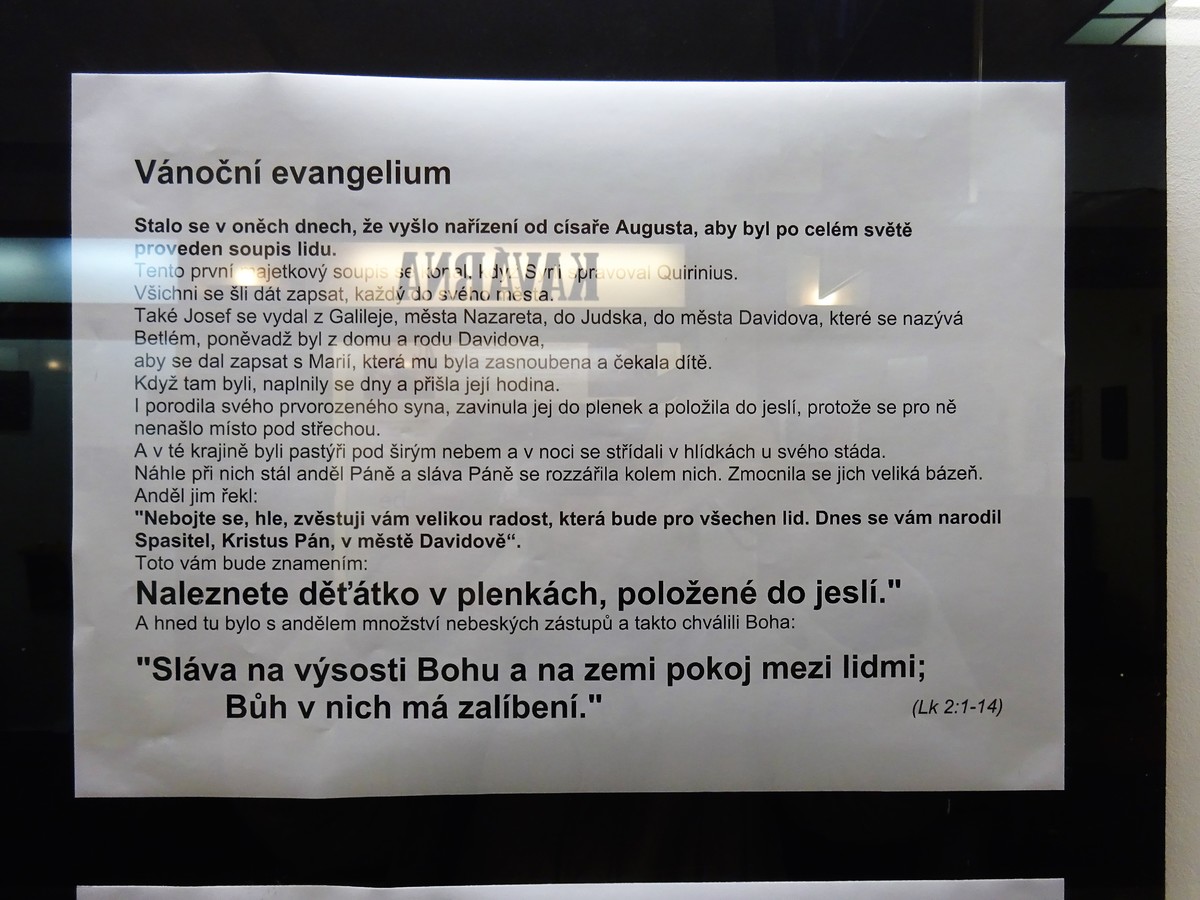 Vánoční evangelium
Stalo se v oněch dnech, že vyšlo nařízení od císaře Augusta, aby byl po celém světě
proveden soupis lidu.
Tento první majetkový soupis se konal, když Sýrii spravoval Quirinius.
Všichni se šli dát zapsat, každý do svého města.
Také Josef se vydal z Galileje, města Nazareta, do Judska, do města Davidova, které se nazývá
Betlém, poněvadž byl z domu a rodu Davidova,
aby se dal zapsat s Marií, která mu byla zasnoubena a čekala dítě.
Když tam byli, naplnily se dny a přišla její hodina.
I porodila svého prvorozeného syna, zavinula jej do plenek a položila do jeslí, protože se pro ně
nenašlo místo pod střechou.
A v té krajině byli pastýři pod širým nebem a v noci se střídali v hlídkách u svého stáda.
Náhle při nich stál anděl Páně a sláva Páně se rozzářila kolem nich. Zmocnila se jich veliká bázeň.
Anděl jim řekl:
"Nebojte se, hle, zvěstuji vám velikou radost, která bude pro všechen lid. Dnes se vám narodil
Spasitel, Kristus Pán, v městě Davidově“.
Toto vám bude znamením:
Naleznete děťátko v plenkách, položené do jeslí."
A hned tu bylo s andělem množství nebeských zástupů a takto chválili Boha:
"Sláva na výsosti Bohu a na zemi pokoj mezi lidmi;
Bůh v nich má zalíbení."
(Lk 2:1-14)
KAVÁRNA